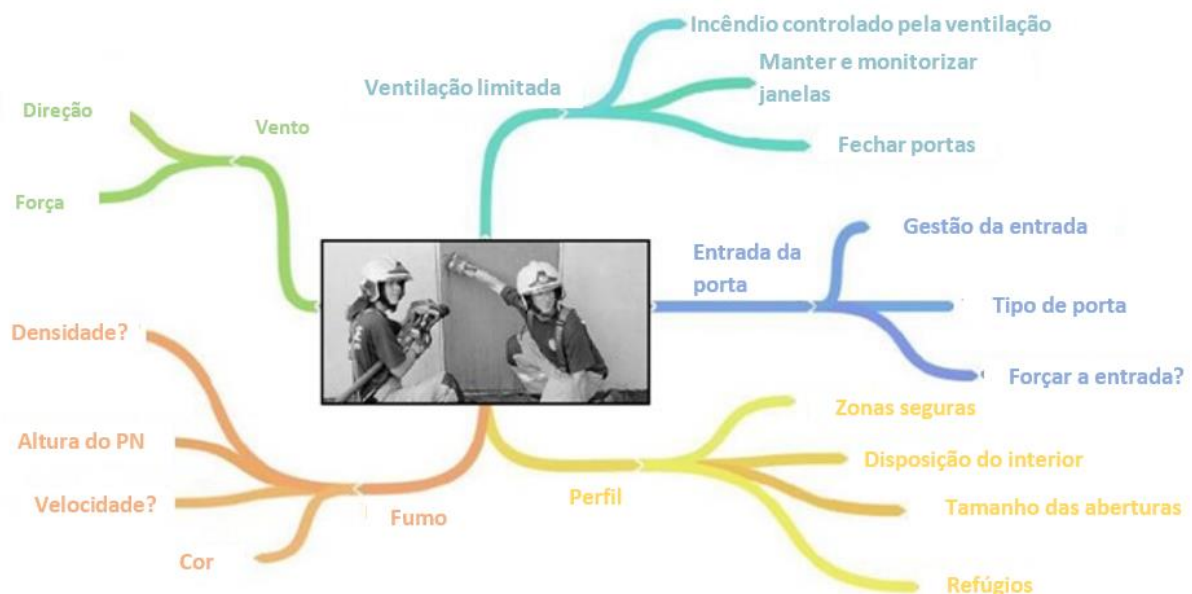 Incêndio controlado pela ventilação
Ventilação limitada
Manter e monitorizar
janelas
Fechar portas
Direção
Vento
Força
Entrada da
porta
Gestão da entrada
Tipo de porta
Forçar a entrada?
Densidade?
Altura do PN
Velocidade?
Cor
Fumo
Perfil
Zonas seguras
Disposição do interior
Tamanho das aberturas
Refúgios